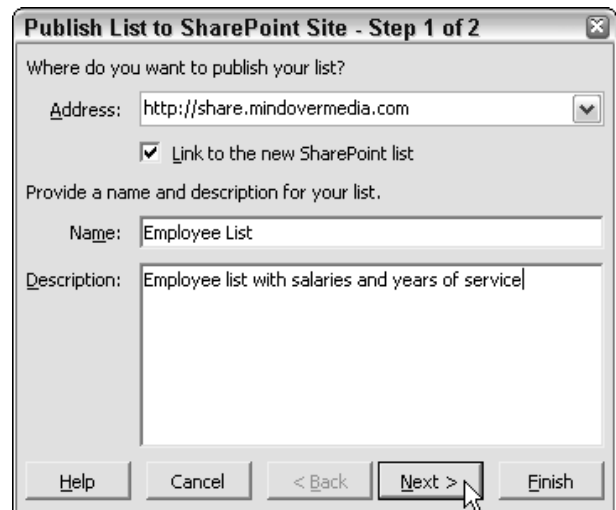 Publish List to SharePoint Site - Step 1 of 2
Where do you want to publish your list?
Address: http://share.mindovermedia.com
Link to the new SharePoint list
Provide a name and description for your list.
Name: Employee List
Description: Employee list with salaries and years of service
Help Cancel < Back Next > Finish